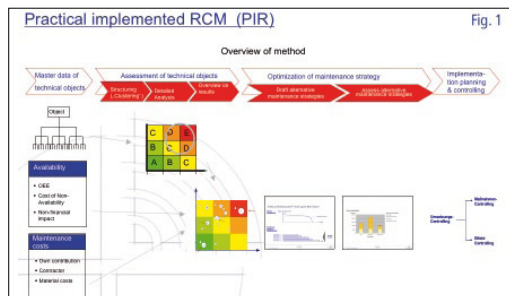 Practical implemented RCM (PIR)
Fig. 1
Overview of method
Master data of
technical objects
Assessment of technical objects
Optimization of maintenance strategy
Implementa-
tion planning
& controlling
Structuring
Detailed
Analysis
Overview on
results
Draft alternative
maintenance strategies
Assess alternative
maintenance strategies
Object
C D E
B C D
A B C
Availability
• OEE
• Cost of Non-
Availability
• Non-financial
impact
Maintenance
costs
• Own contribution
• Contractor
• Material costs
Controlling
Controlling
Controlling